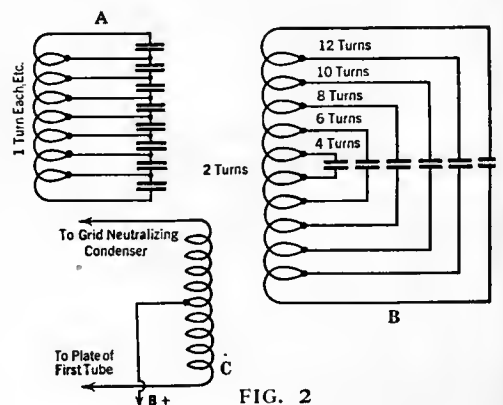 A
1 Turn Each, Etc.
12 Turns
10 Turns
8 Turns
6 Turns
4 Turns
2 Turns
B
To Grid Neutralizing
Condenser
To Plate of
First Tube
B +
C
FIG. 2